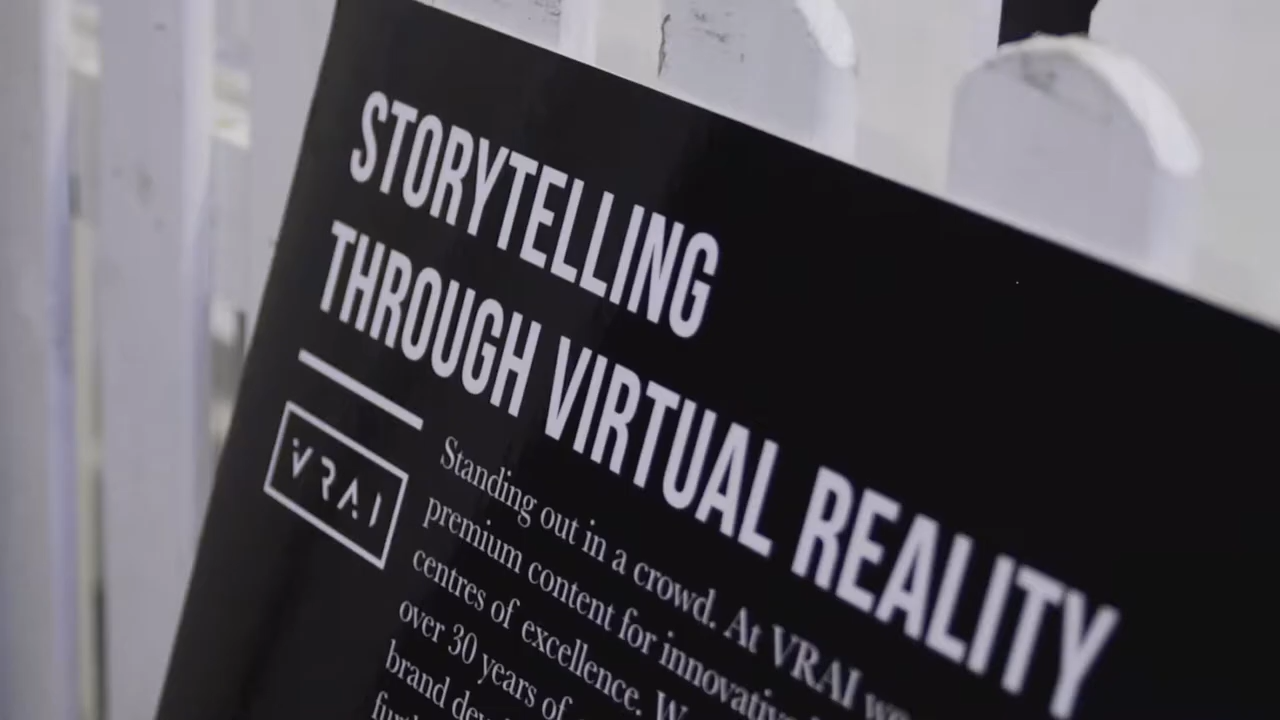 STORYTELLING
THROUGH VIRTUAL REALITY
VRAI
Standing out in a crowd. At VRAI we
premium content for innovativ
centres of excellence. W
over 30 years of
brand dev